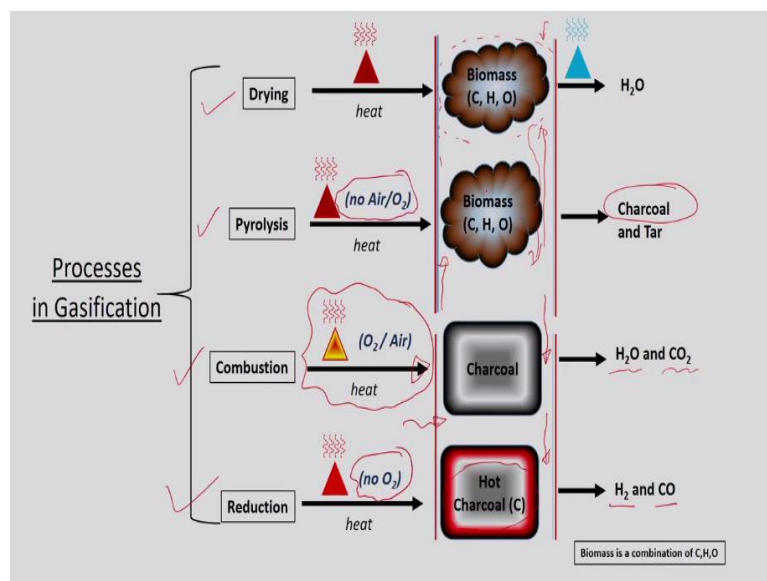 Processes
in Gasification
Drying
heat
Biomass
(C, H, O)
H₂O
Pyrolysis
(no Air/O₂)
heat
Biomass
(C, H, O)
Charcoal
and Tar
Combustion
(O₂ / Air)
heat
Charcoal
H₂O and CO₂
Reduction
(no O₂)
heat
Hot
Charcoal (C)
H₂ and CO
Biomass is a combination of C,H,O